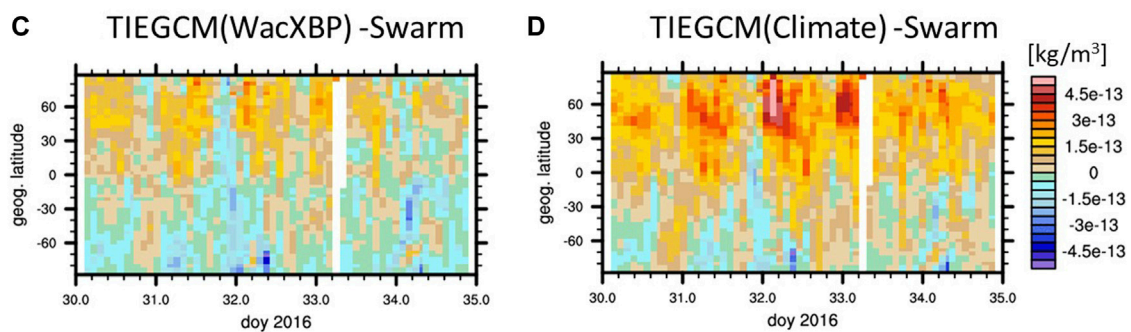 C TIEGCM(WacXBP) -Swarm
geog. latitude
60
30
0
-30
-60
30.0 31.0 32.0 33.0 34.0 35.0
doy 2016
D TIEGCM(Climate) -Swarm
geog. latitude
60
30
0
-30
-60
30.0 31.0 32.0 33.0 34.0 35.0
doy 2016
[kg/m³]
4.5e-13
3e-13
1.5e-13
0
-1.5e-13
-3e-13
-4.5e-13